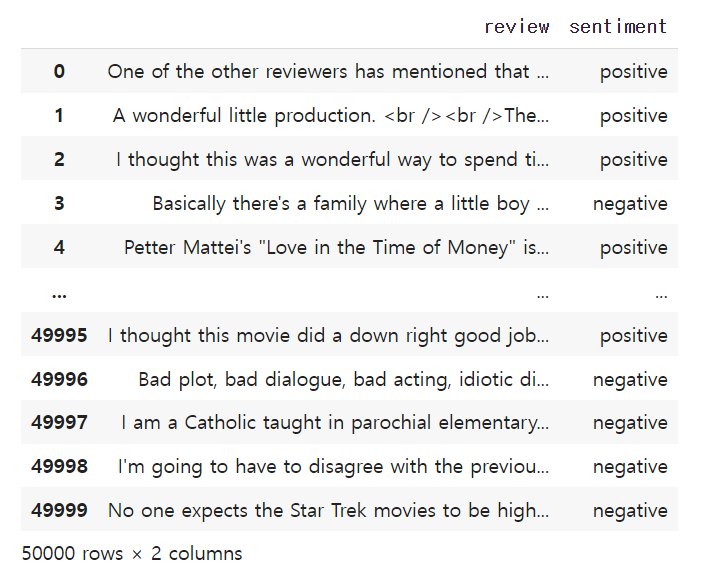 review sentiment
0 One of the other reviewers has mentioned that ... positive
1 A wonderful little production. <br /><br />The... positive
2 I thought this was a wonderful way to spend ti... positive
3 Basically there's a family where a little boy ... negative
4 Petter Mattei's "Love in the Time of Money" is... positive
... ... ...
49995 I thought this movie did a down right good job... positive
49996 Bad plot, bad dialogue, bad acting, idiotic di... negative
49997 I am a Catholic taught in parochial elementary... negative
49998 I'm going to have to disagree with the previou... negative
49999 No one expects the Star Trek movies to be high... negative
50000 rows × 2 columns